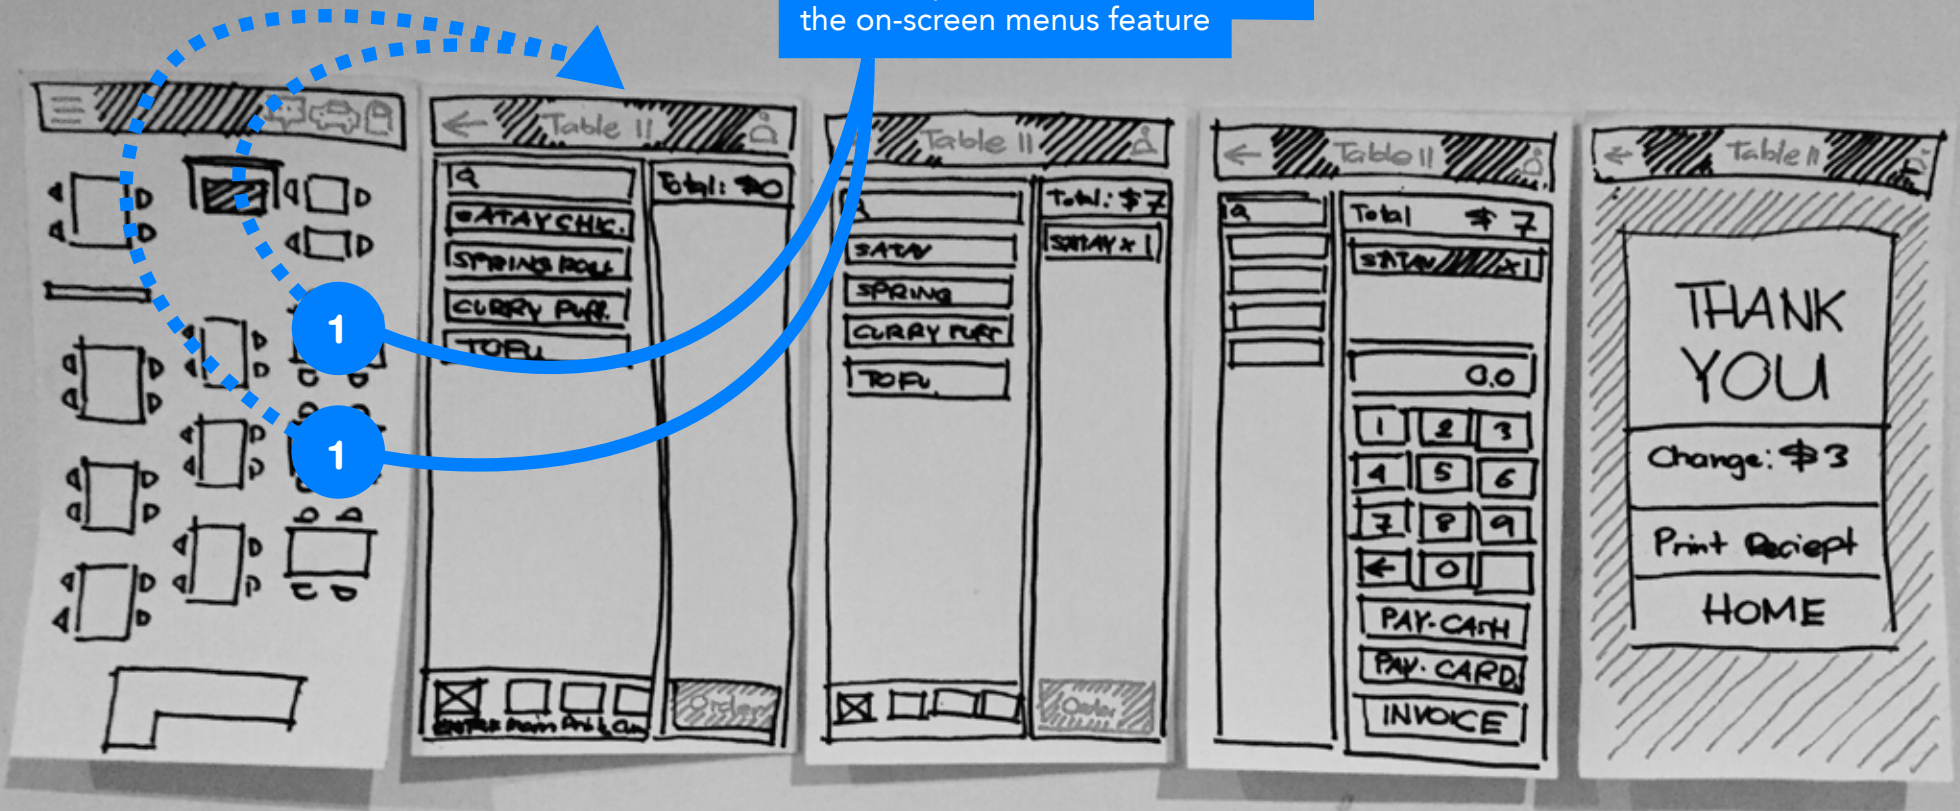 the on-screen menus feature
1
1
Table 11
Total: $0
SATAY CHK.
SPRING ROLL
CURRY PUFF.
TOFU
ENTREE Main
Order
Table 11
Total: $7
SATAY x 1
SATAY
SPRING
CURRY PUFF
TOFU
Order
Table 11
Total $7
SATAY x1
0.0
1 2 3
4 5 6
7 8 9
← 0
PAY-CASH
PAY-CARD
INVOICE
Table 11
THANK
YOU
Change: $3
Print Reciept
HOME